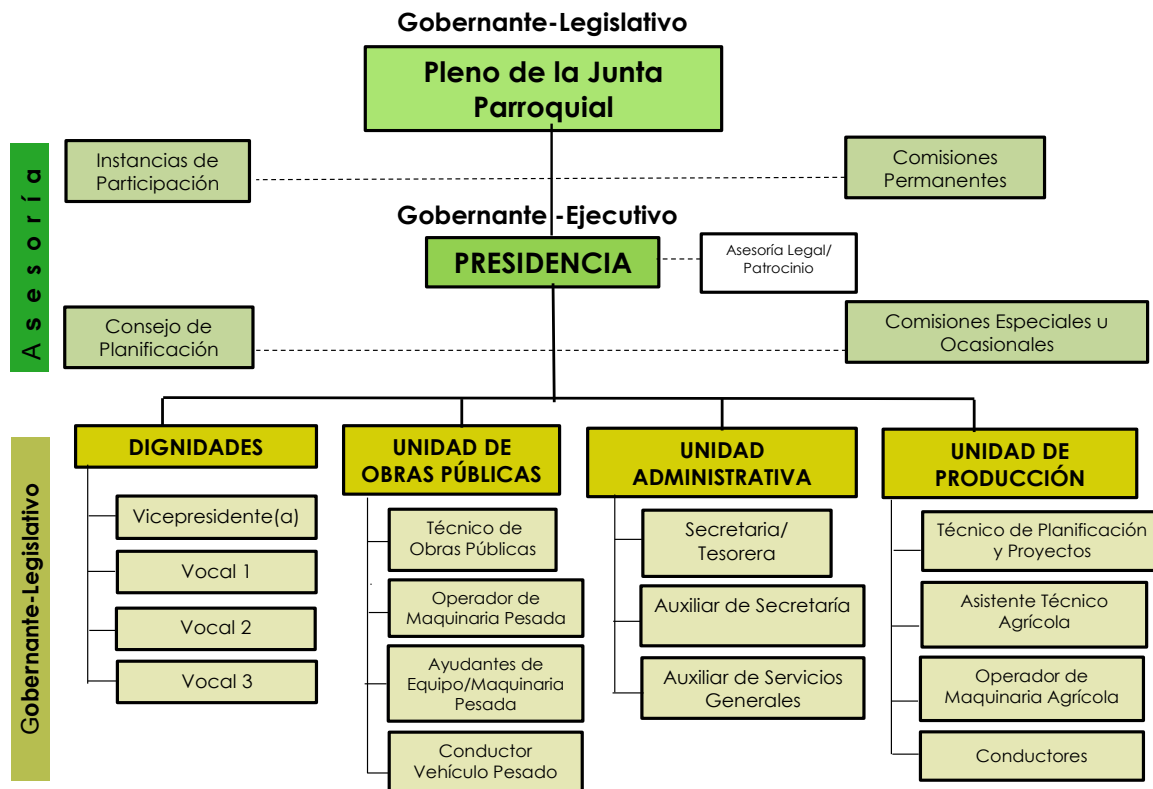 Gobernante-Legislativo
Pleno de la Junta
Parroquial
Asesoría
Instancias de
Participación
Comisiones
Permanentes
Gobernante -Ejecutivo
PRESIDENCIA
Asesoría Legal/
Patrocinio
Consejo de
Planificación
Comisiones Especiales u
Ocasionales
Gobernante-Legislativo
DIGNIDADES
Vicepresidente(a)
Vocal 1
Vocal 2
Vocal 3
UNIDAD DE
OBRAS PÚBLICAS
Técnico de
Obras Públicas
Operador de
Maquinaria Pesada
Ayudantes de
Equipo/Maquinaria
Pesada
Conductor
Vehículo Pesado
UNIDAD
ADMINISTRATIVA
Secretaria/
Tesorera
Auxiliar de Secretaría
Auxiliar de Servicios
Generales
UNIDAD DE
PRODUCCIÓN
Técnico de Planificación
y Proyectos
Asistente Técnico
Agrícola
Operador de
Maquinaria Agrícola
Conductores